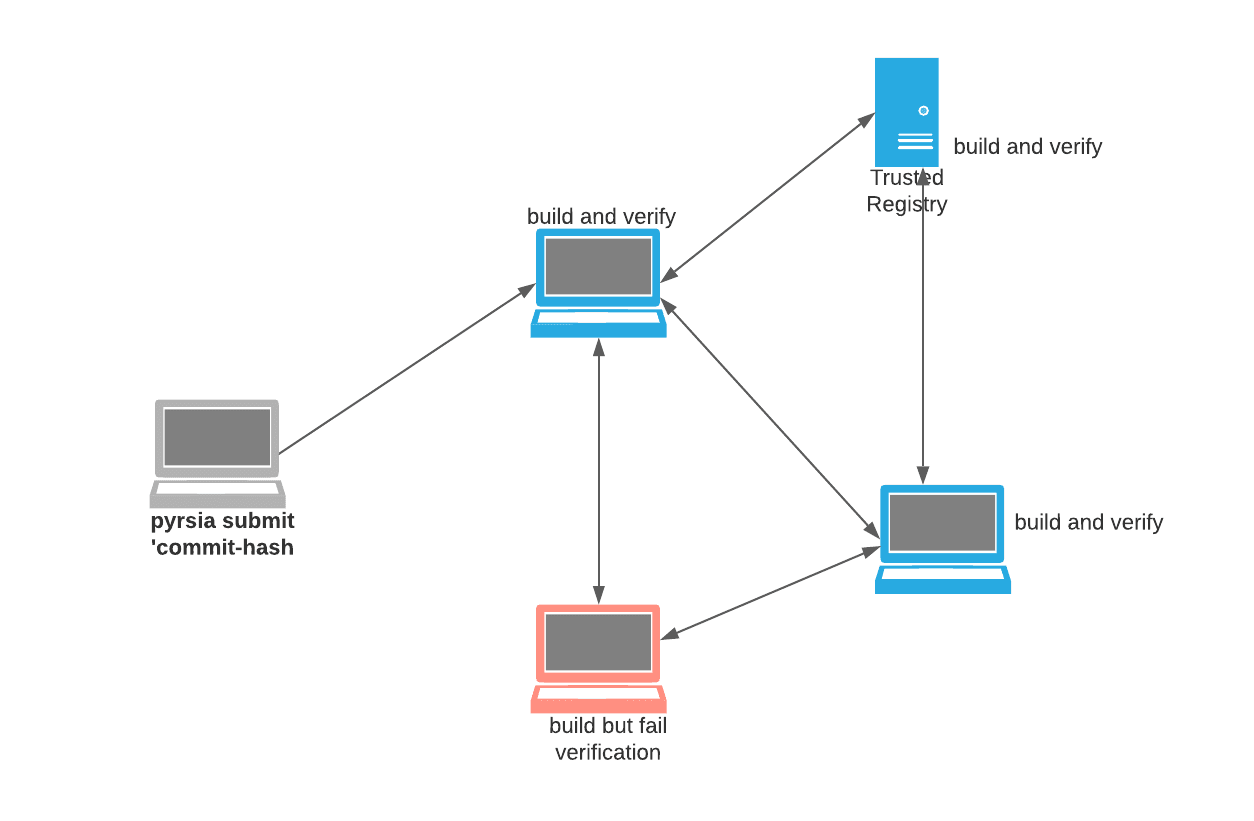 build and verify
Trusted
Registry
build and verify
pyrsia submit
'commit-hash
build and verify
build but fail
verification